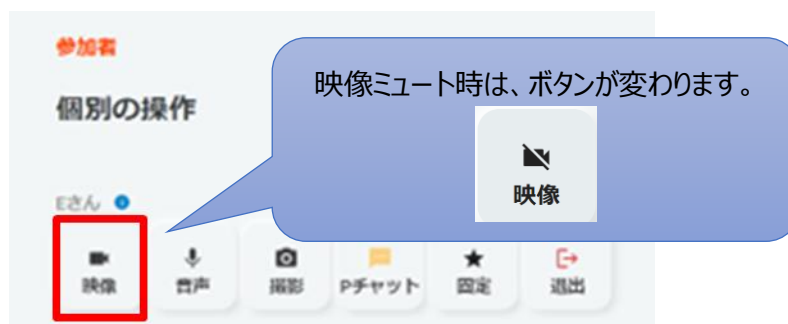 参加者
個別の操作
映像ミュート時は、ボタンが変わります。
映像
Eさん
映像
音声
撮影
Pチャット
固定
退出